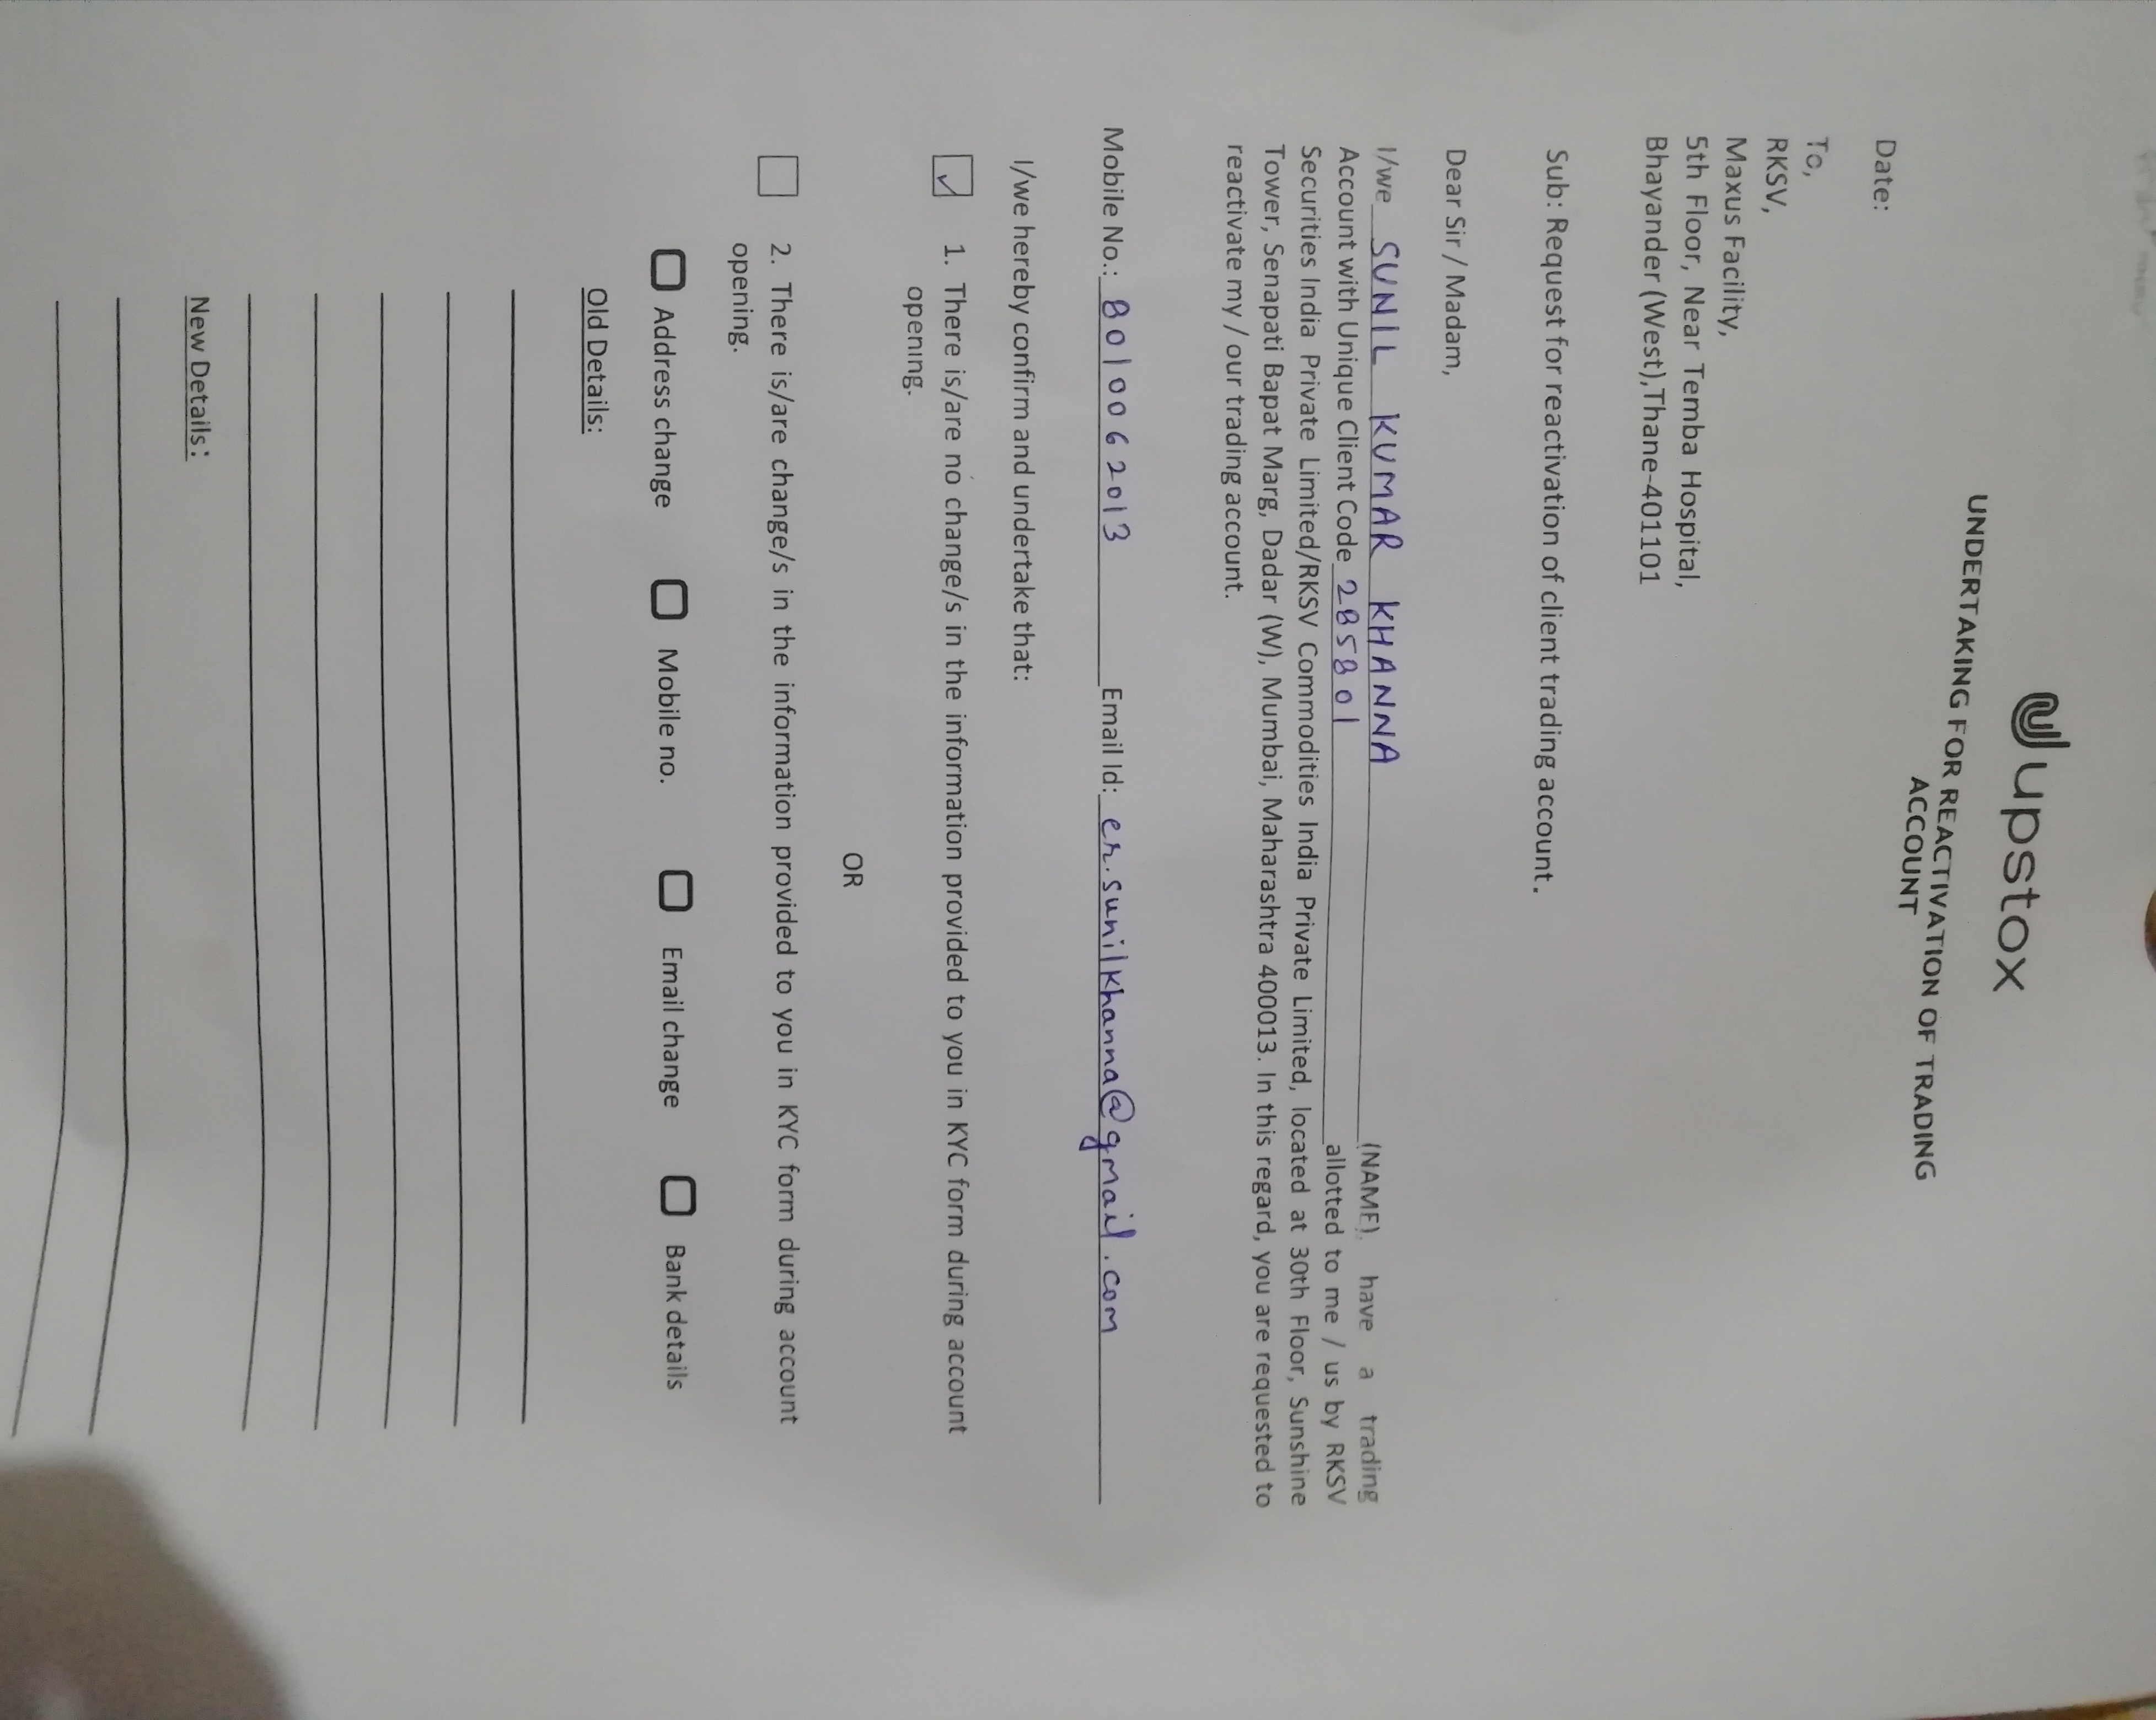 upstox
UNDERTAKING FOR REACTIVATION OF TRADING
ACCOUNT
Date:
To,
RKSV,
Maxus Facility,
5th Floor, Near Temba Hospital,
Bhayander (West),Thane-401101
Sub: Request for reactivation of client trading account.
Dear Sir / Madam,
I/we SUNIL KUMAR KHANNA (NAME) have a trading
Account with Unique Client Code 285801 allotted to me / us by RKSV
Securities India Private Limited/RKSV Commodities India Private Limited, located at 30th Floor, Sunshine
Tower, Senapati Bapat Marg, Dadar (W), Mumbai, Maharashtra 400013. In this regard, you are requested to
reactivate my / our trading account.
Mobile No.: 8010062013 Email Id: er.sunilkhanna@gmail.com
I/we hereby confirm and undertake that:
1. There is/are no change/s in the information provided to you in KYC form during account
opening.
OR
2. There is/are change/s in the information provided to you in KYC form during account
opening.
Address change Mobile no. Email change Bank details
Old Details:
New Details: